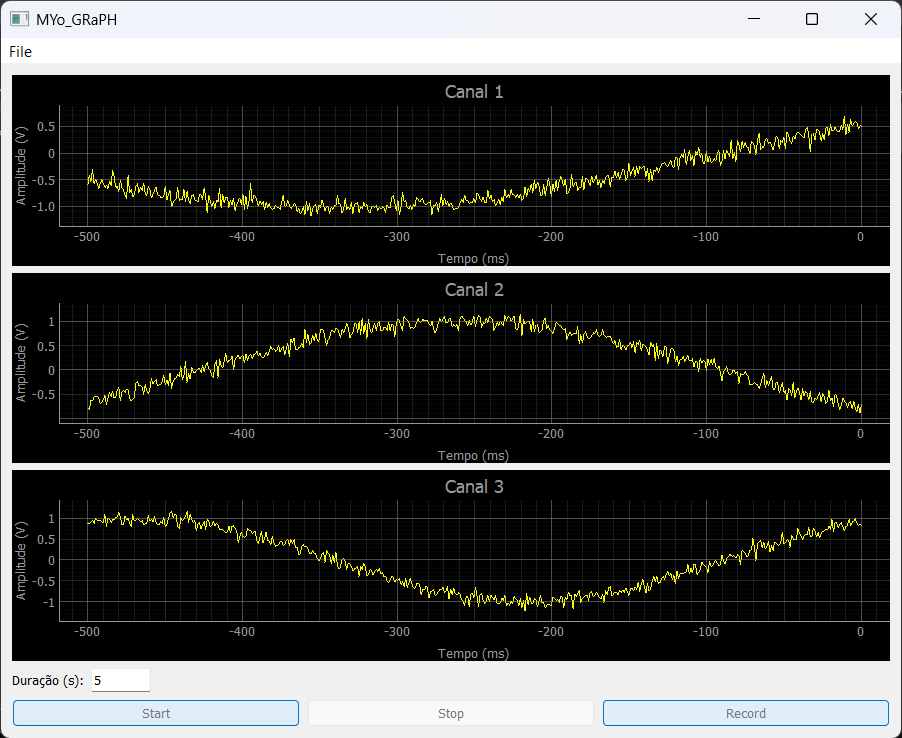 MYo_GRaPH
File
Canal 1
Amplitude (V)
0.5
0
-0.5
-1.0
-500 -400 -300 -200 -100 0
Tempo (ms)
Canal 2
Amplitude (V)
1
0.5
0
-0.5
-500 -400 -300 -200 -100 0
Tempo (ms)
Canal 3
Amplitude (V)
1
0.5
0
-0.5
-1
-500 -400 -300 -200 -100 0
Tempo (ms)
Duração (s): 5
Start Stop Record